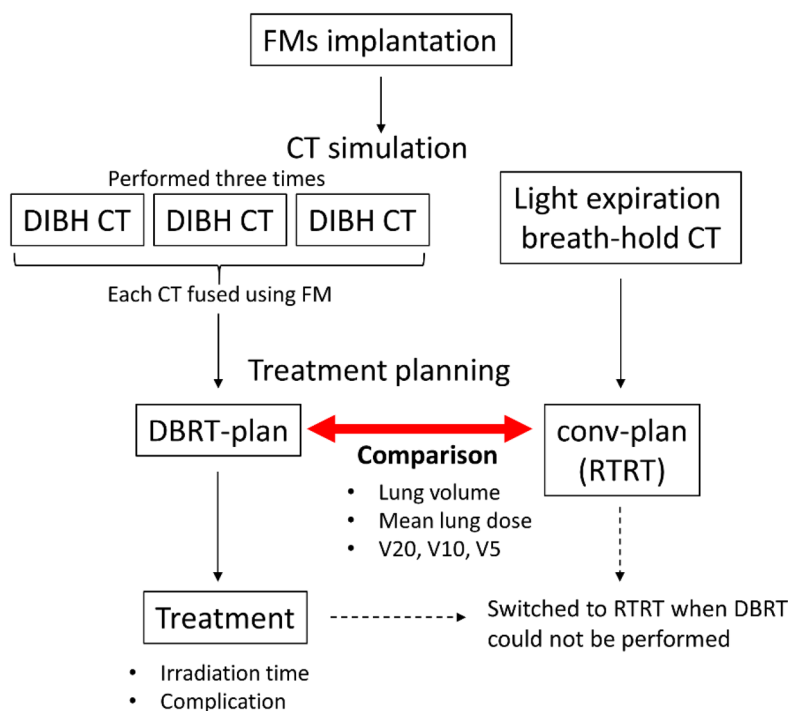 FMs implantation
CT simulation
Performed three times
DIBH CT DIBH CT DIBH CT
Light expiration
breath-hold CT
Each CT fused using FM
Treatment planning
DBRT-plan
conv-plan
(RTRT)
Comparison
• Lung volume
• Mean lung dose
• V20, V10, V5
Treatment
Switched to RTRT when DBRT
could not be performed
• Irradiation time
• Complication